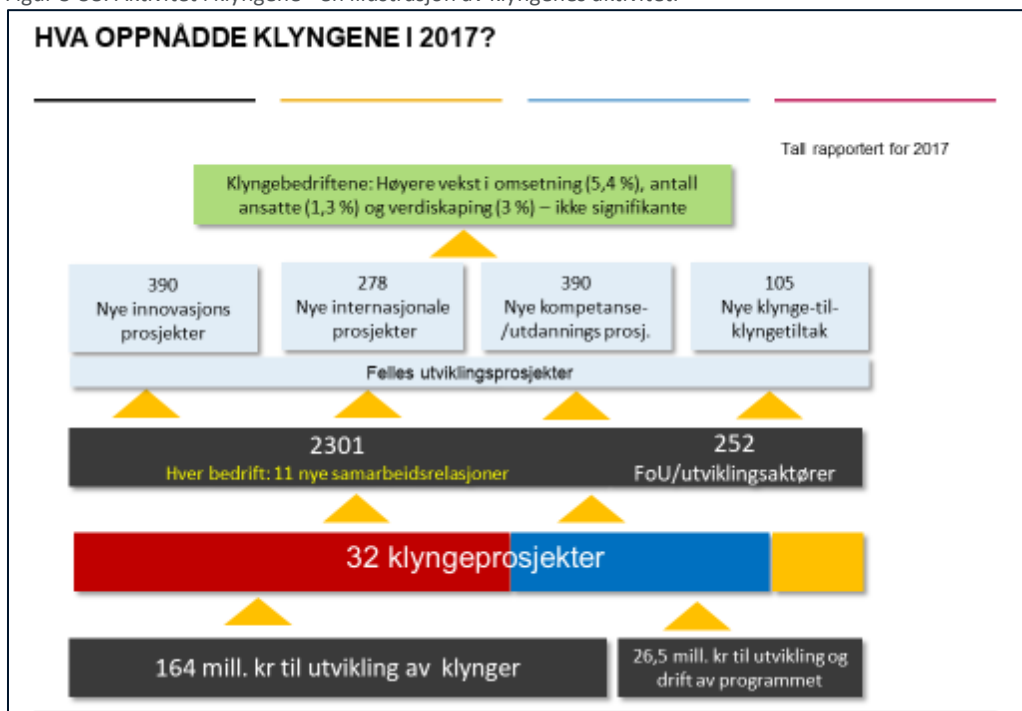 HVA OPPNÅDDE KLYNGENE I 2017?
Tall rapportert for 2017
Klyngebedriftene: Høyere vekst i omsetning (5,4 %), antall
ansatte (1,3 %) og verdiskaping (3 %) – ikke signifikante
390
Nye innovasjons
prosjekter
278
Nye internasjonale
prosjekter
390
Nye kompetanse-
/utdannings prosj.
105
Nye klynge-til-
klyngetiltak
Felles utviklingsprosjekter
2301
Hver bedrift: 11 nye samarbeidsrelasjoner
252
FoU/utviklingsaktører
32 klyngeprosjekter
164 mill. kr til utvikling av klynger
26,5 mill. kr til utvikling og
drift av programmet